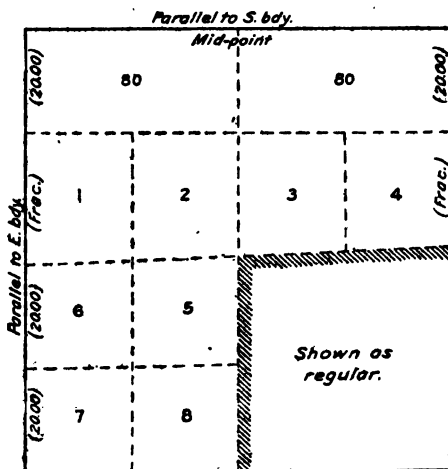 Parallel to S. bdy.
Mid-point
(20.00)
80
80
(20.00)
Parallel to E. bdy.
(Frac.)
1
2
3
4
(Frac.)
(20.00)
6
5
Shown as
regular.
(20.00)
7
8